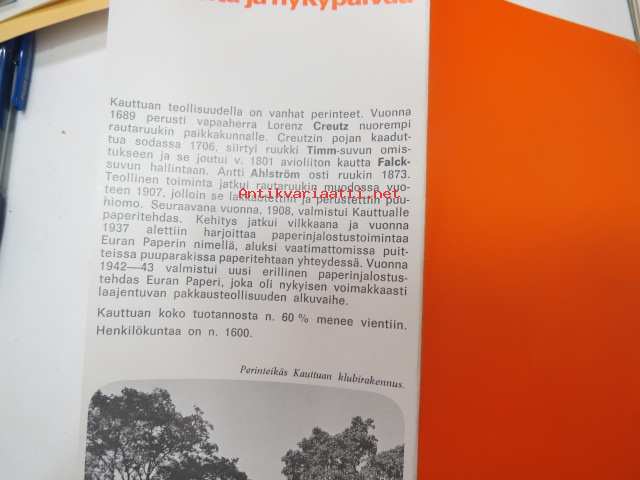 ja nykypäivää
Kauttuan teollisuudella on vanhat perinteet. Vuonna
1689 perusti vapaaherra Lorenz Creutz nuorempi
rautaruukin paikkakunnalle. Creutzin pojan kaadut-
tua sodassa 1706, siirtyi ruukki Timm-suvun omis-
tukseen ja se joutui v. 1801 avioliiton kautta Falck-
suvun hallintaan. Antti Ahlström osti ruukin 1873.
Teollinen toiminta jatkui rautaruukin muodossa vuo-
teen 1907, jolloin se lakkautettiin ja perustettiin puu-
Antikvariaatti.net
hiomo. Seuraavana vuonna, 1908, valmistui Kauttualle
paperitehdas. Kehitys jatkui vilkkaana ja vuonna
1937 alettiin harjoittaa paperinjalostustoimintaa
Euran Paperin nimellä, aluksi vaatimattomissa puit-
teissa puuparakissa paperitehtaan yhteydessä. Vuonna
1942—43 valmistui uusi erillinen paperinjalostus-
tehdas Euran Paperi, joka oli nykyisen voimakkaasti
laajentuvan pakkausteollisuuden alkuvaihe.
Kauttuan koko tuotannosta n. 60 % menee vientiin.
Henkilökuntaa on n. 1600.
Perinteikäs Kauttuan klubirakennus.